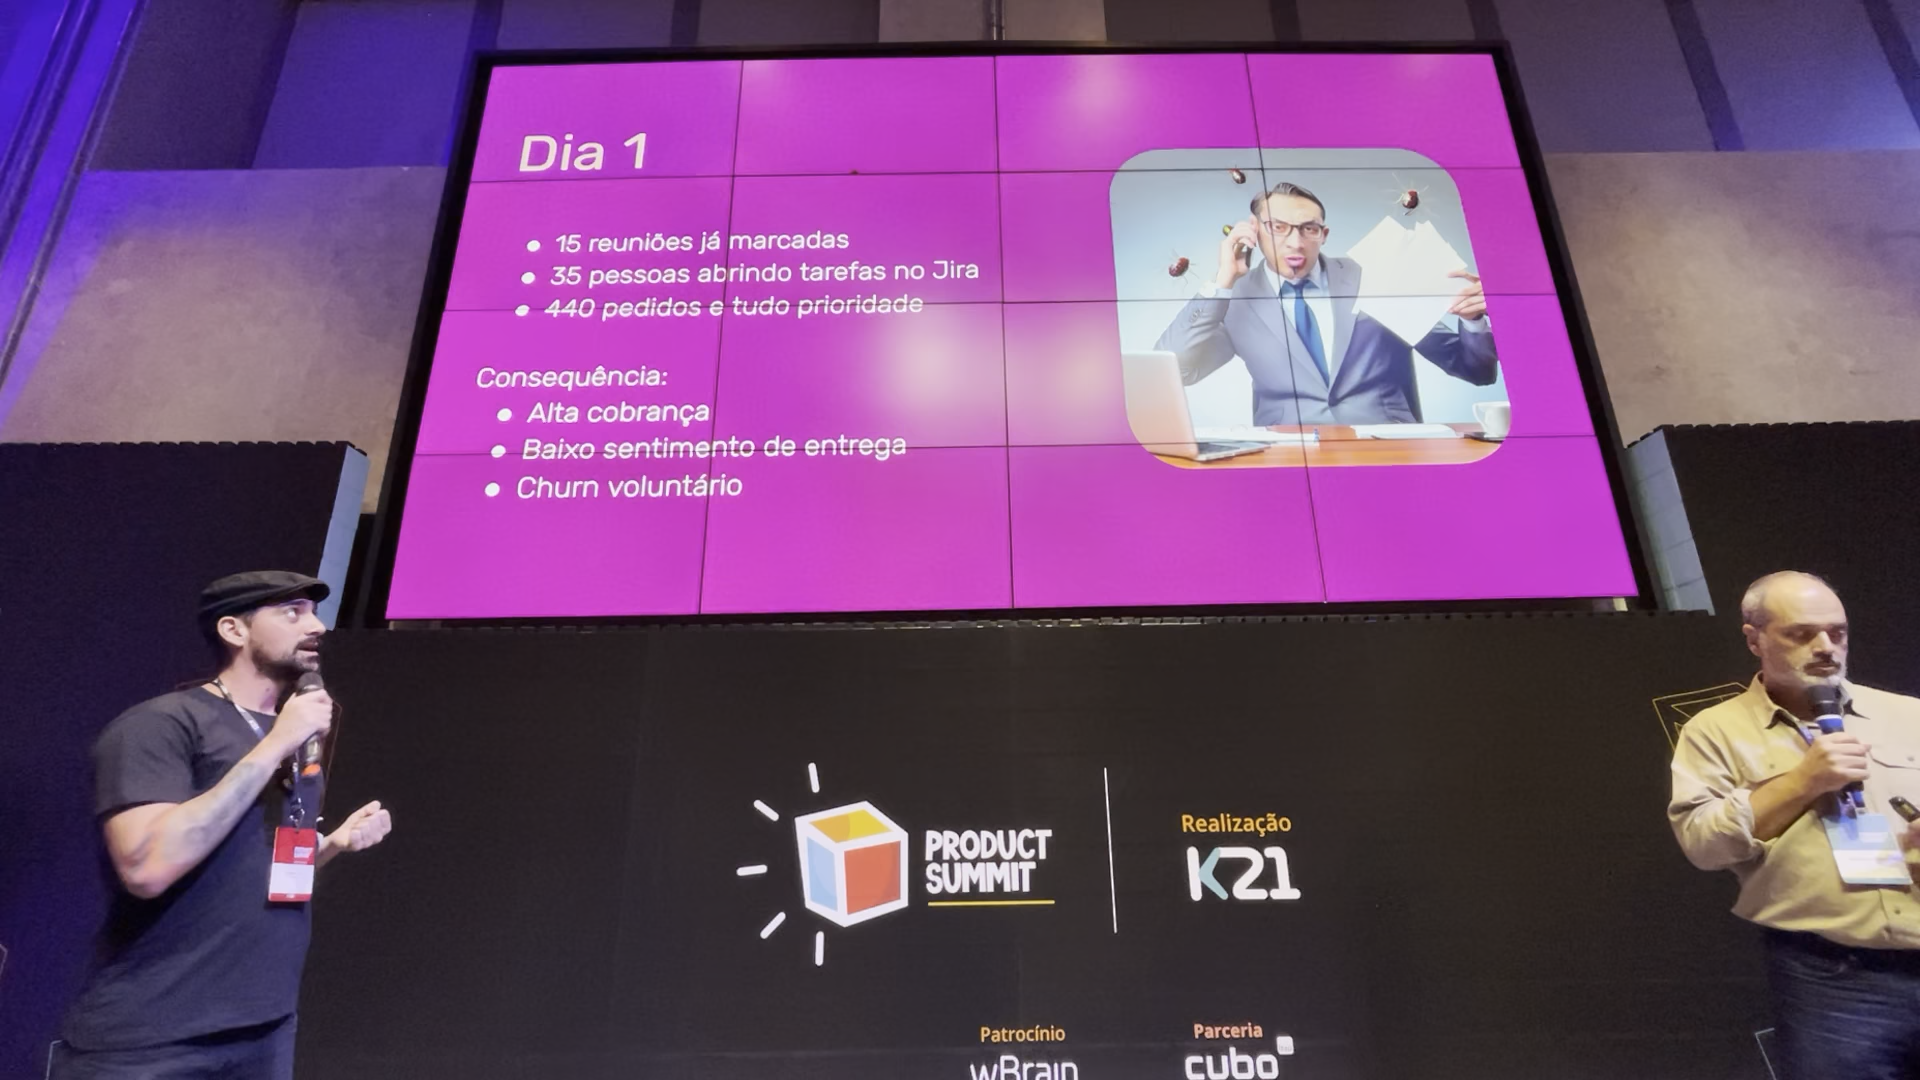 Dia 1
• 15 reuniões já marcadas
• 35 pessoas abrindo tarefas no Jira
• 440 pedidos e tudo prioridade
Consequência:
• Alta cobrança
• Baixo sentimento de entrega
• Churn voluntário
PRODUCT
SUMMIT
Realização
K21
Patrocínio
wBrain
Parceria
cubo